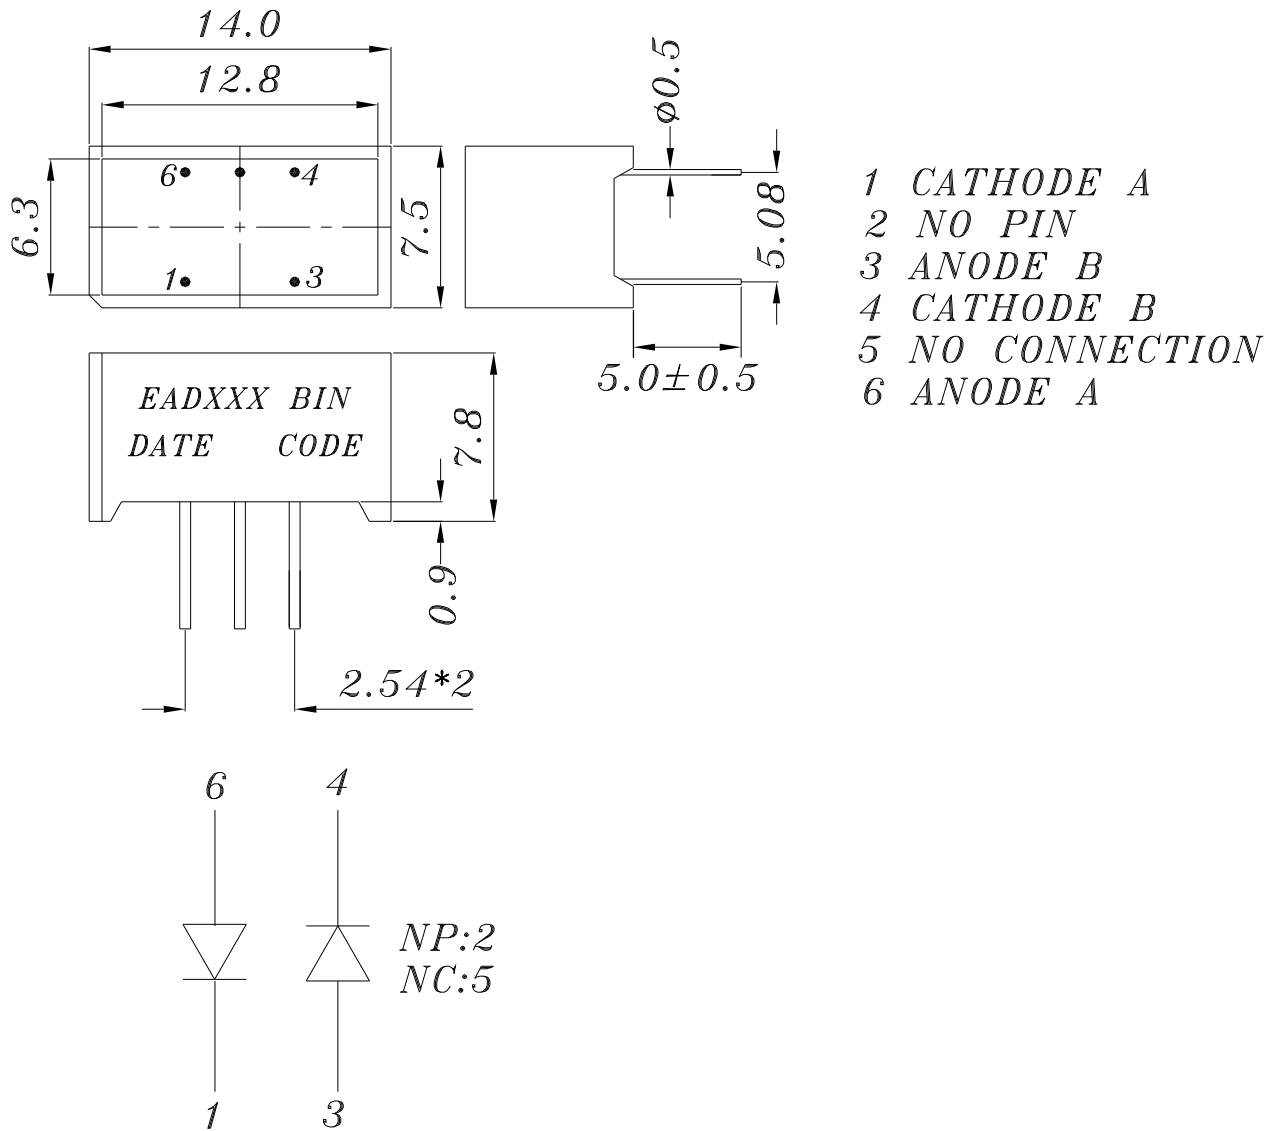 14.0
12.8
ø0.5
6
4
1
3
6.3
7.5
5.08
5.0±0.5
1 CATHODE A
2 NO PIN
3 ANODE B
4 CATHODE B
5 NO CONNECTION
6 ANODE A
EADXXX BIN
DATE CODE
7.8
0.9
2.54*2
6
4
NP:2
NC:5
1
3